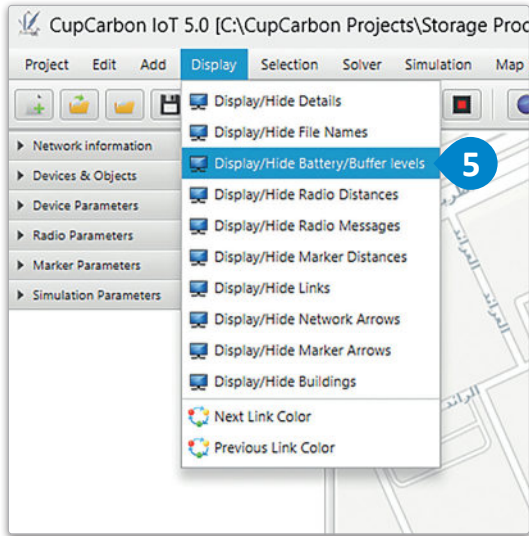 CupCarbon IoT 5.0 [C:\CupCarbon Projects\Storage Proc
Project Edit Add Display Selection Solver Simulation Map
Display/Hide Details
Display/Hide File Names
Display/Hide Battery/Buffer levels
5
Display/Hide Radio Distances
Display/Hide Radio Messages
Display/Hide Marker Distances
Display/Hide Links
Display/Hide Network Arrows
Display/Hide Marker Arrows
Display/Hide Buildings
Next Link Color
Previous Link Color
Network information
Devices & Objects
Device Parameters
Radio Parameters
Marker Parameters
Simulation Parameters
العرائد
العرائد
الرائد